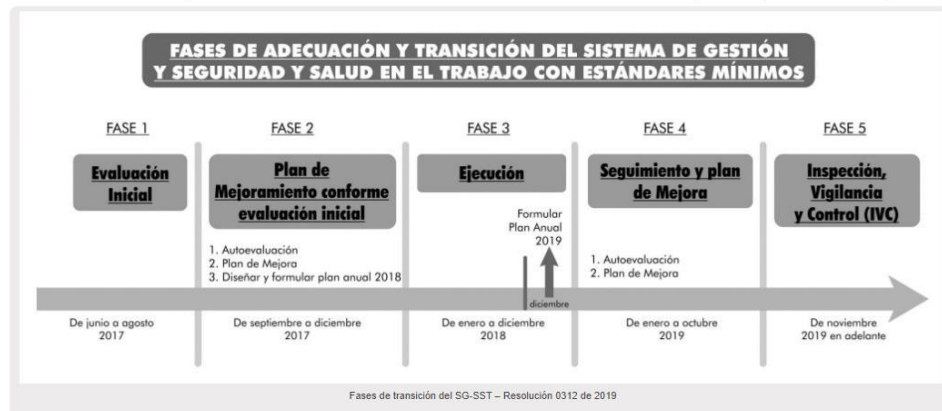 FASES DE ADECUACIÓN Y TRANSICIÓN DEL SISTEMA DE GESTIÓN
Y SEGURIDAD Y SALUD EN EL TRABAJO CON ESTÁNDARES MÍNIMOS
FASE 1
Evaluación
Inicial
De junio a agosto
2017
FASE 2
Plan de
Mejoramiento conforme
evaluación inicial
1. Autoevaluación
2. Plan de Mejora
3. Diseñar y formular plan anual 2018
De septiembre a diciembre
2017
FASE 3
Ejecución
Formular
Plan Anual
2019
diciembre
De enero a diciembre
2018
FASE 4
Seguimiento y plan
de Mejora
1. Autoevaluación
2. Plan de Mejora
De enero a octubre
2019
FASE 5
Inspección,
Vigilancia
y Control (IVC)
De noviembre
2019 en adelante
Fases de transición del SG-SST – Resolución 0312 de 2019